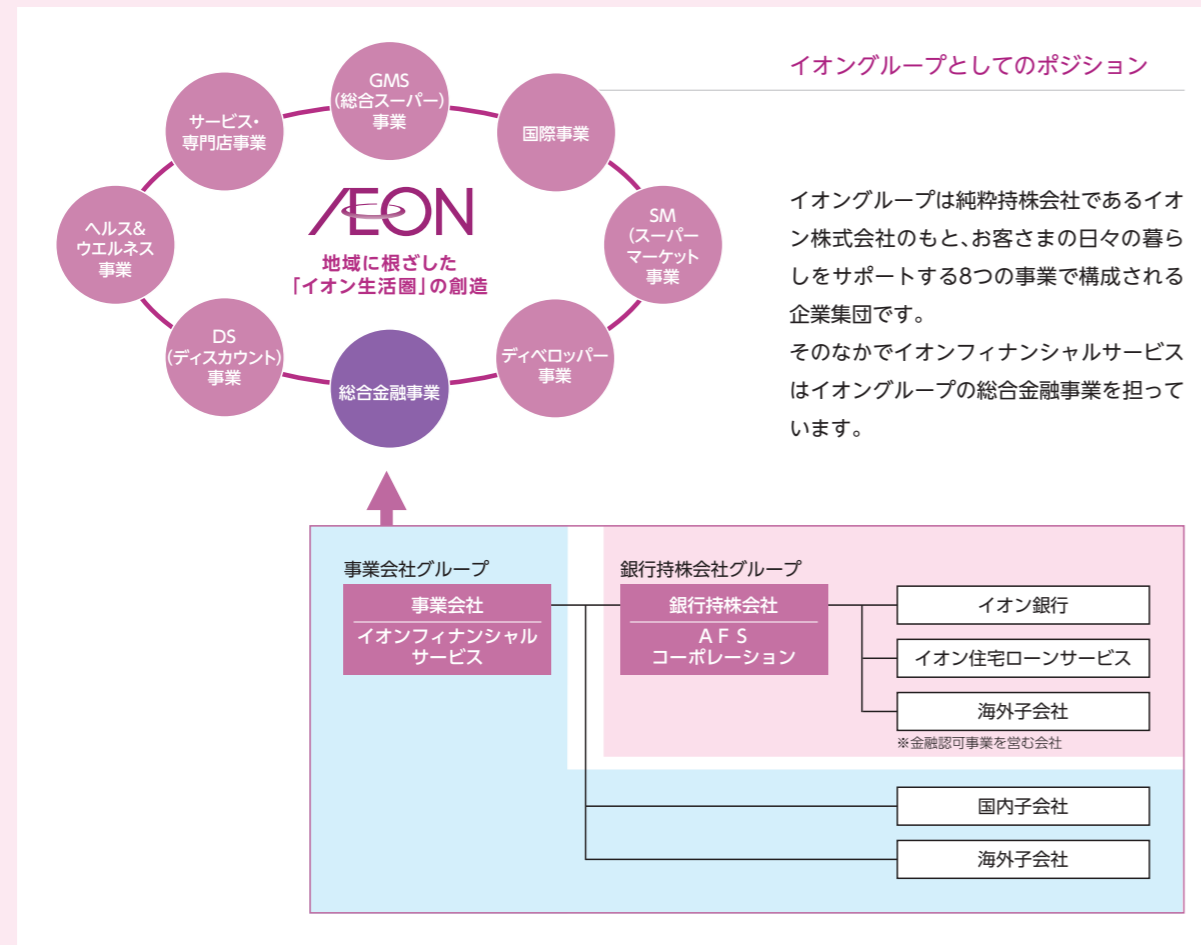 イオングループとしてのポジション
GMS
(総合スーパー)
事業
国際事業
SM
(スーパー
マーケット
事業
ディベロッパー
事業
総合金融事業
DS
(ディスカウント)
事業
ヘルス&
ウエルネス
事業
サービス・
専門店事業
ÆON
地域に根ざした
「イオン生活圏」の創造
イオングループは純粋持株会社であるイオ
ン株式会社のもと、お客さまの日々の暮ら
しをサポートする8つの事業で構成される
企業集団です。
そのなかでイオンフィナンシャルサービス
はイオングループの総合金融事業を担って
います。
事業会社グループ
事業会社
イオンフィナンシャル
サービス
銀行持株会社グループ
銀行持株会社
AFS
コーポレーション
イオン銀行
イオン住宅ローンサービス
海外子会社
※金融認可事業を営む会社
国内子会社
海外子会社